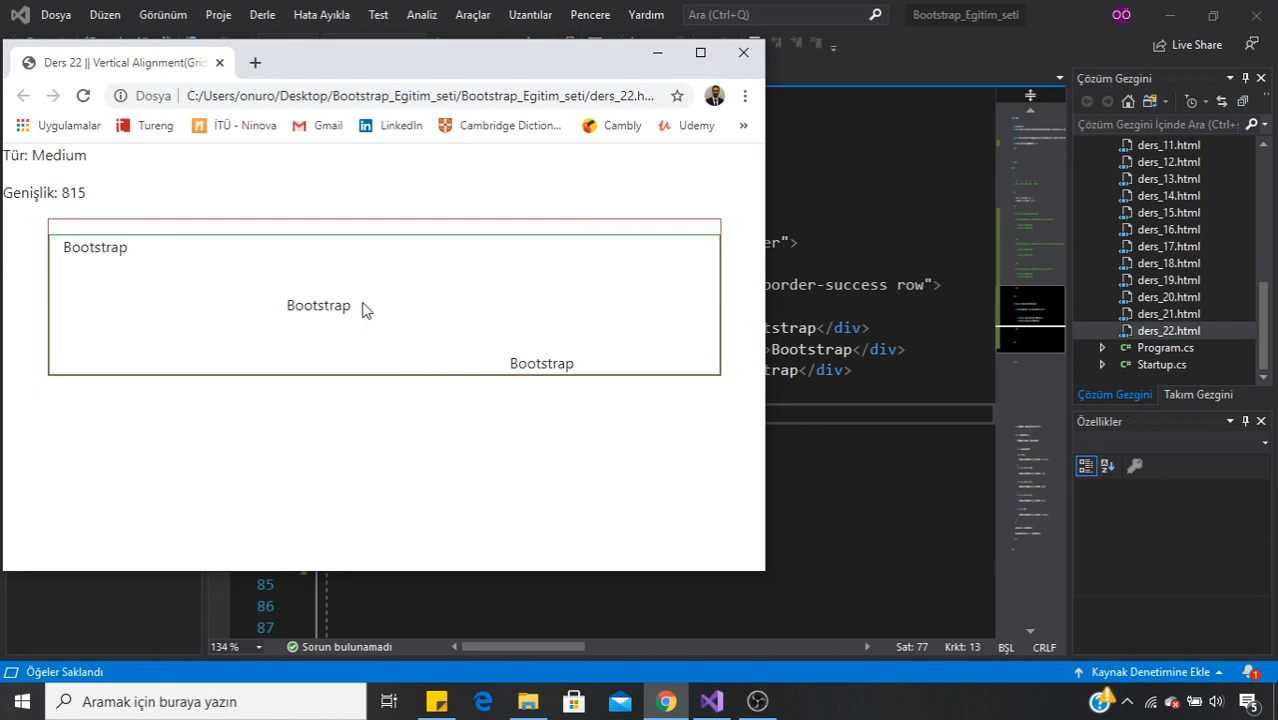 Dosya Düzen Görünüm Proje Derle Hata Ayıkla Test Analiz Araçlar Uzantılar Pencere Yardım Ara (Ctrl+Q) Bootstrap_Egitim_seti OÖ
Live Share
Ders 22 || Vertical Alignment(Grid
Dosya C:/Users/onuro/Desktop/Bootstrap_Egitim_seti/Bootstrap_Egitim_seti/ders_22.h...
Uygulamalar Tureng İTÜ - Ninova Gmail LinkedIn Cambridge Diction... Cambly Udemy »
Tür: Medium
Genişlik: 815
Bootstrap
Bootstrap
Bootstrap
er">
border-success row">
tstrap</div>
>Bootstrap</div>
trap</div>
85
86
87
134 % Sorun bulunamadı Sat: 77 Krkt: 13 BŞL CRLF
Çözüm Gezgini
Çözüm Gezgini İçinde Ara (Ctrl+ş
ders_11.html
ders_12.html
ders_13.html
ders_14.html
ders_15.html
ders_16.html
ders_17.html
ders_18.html
ders_19.html
ders_20.html
ders_21.html
ders_22.html
C# Program.cs
C# Startup.cs
Çözüm Gezgini Takım Gezgini
Özellikler
Öğeler Saklandı Kaynak Denetimine Ekle 1
Aramak için buraya yazın 5